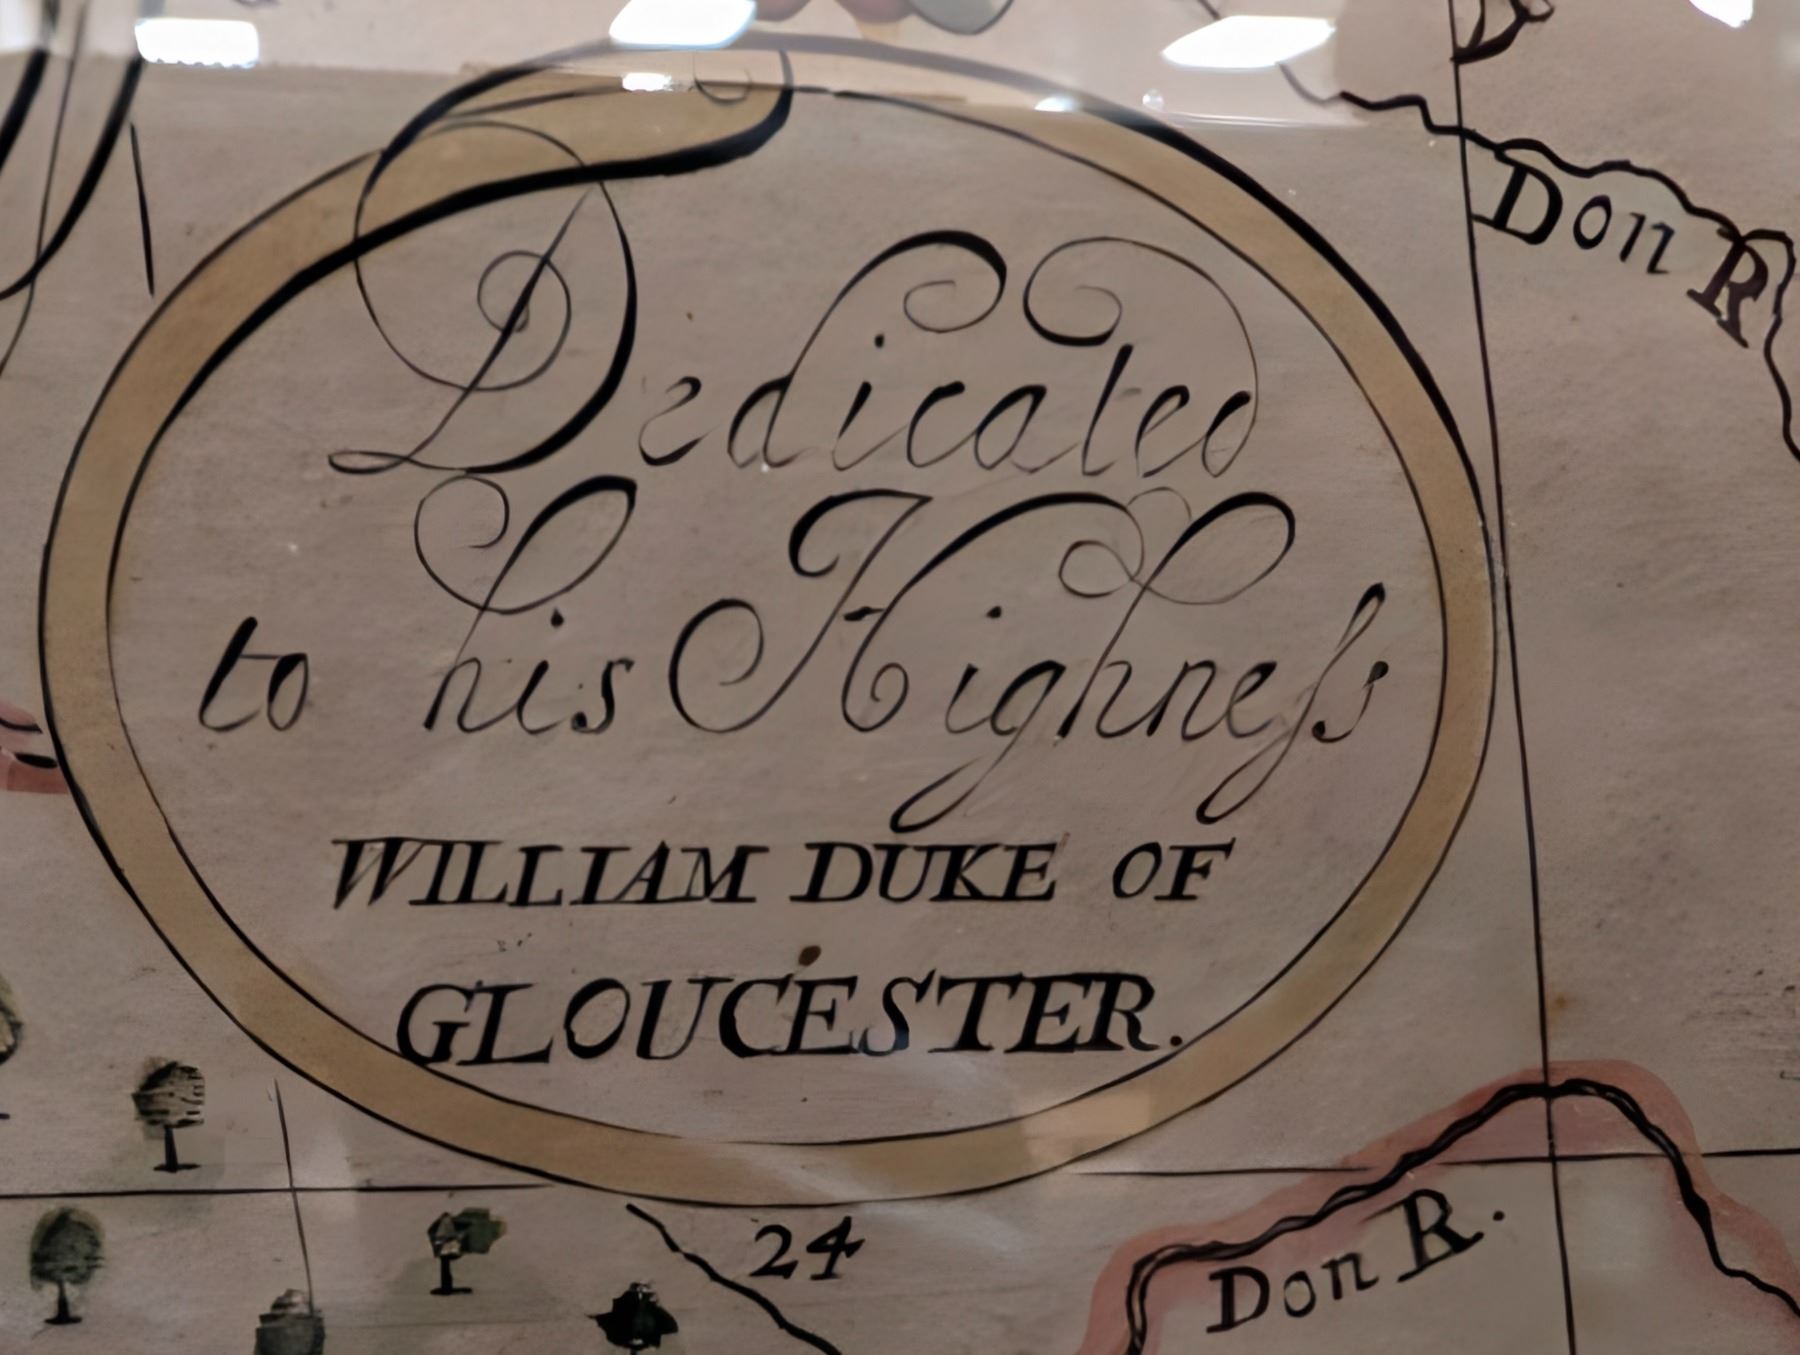 Don R
Dedicated
to his Highneſs
WILLIAM DUKE OF
GLOUCESTER.
24
Don R.